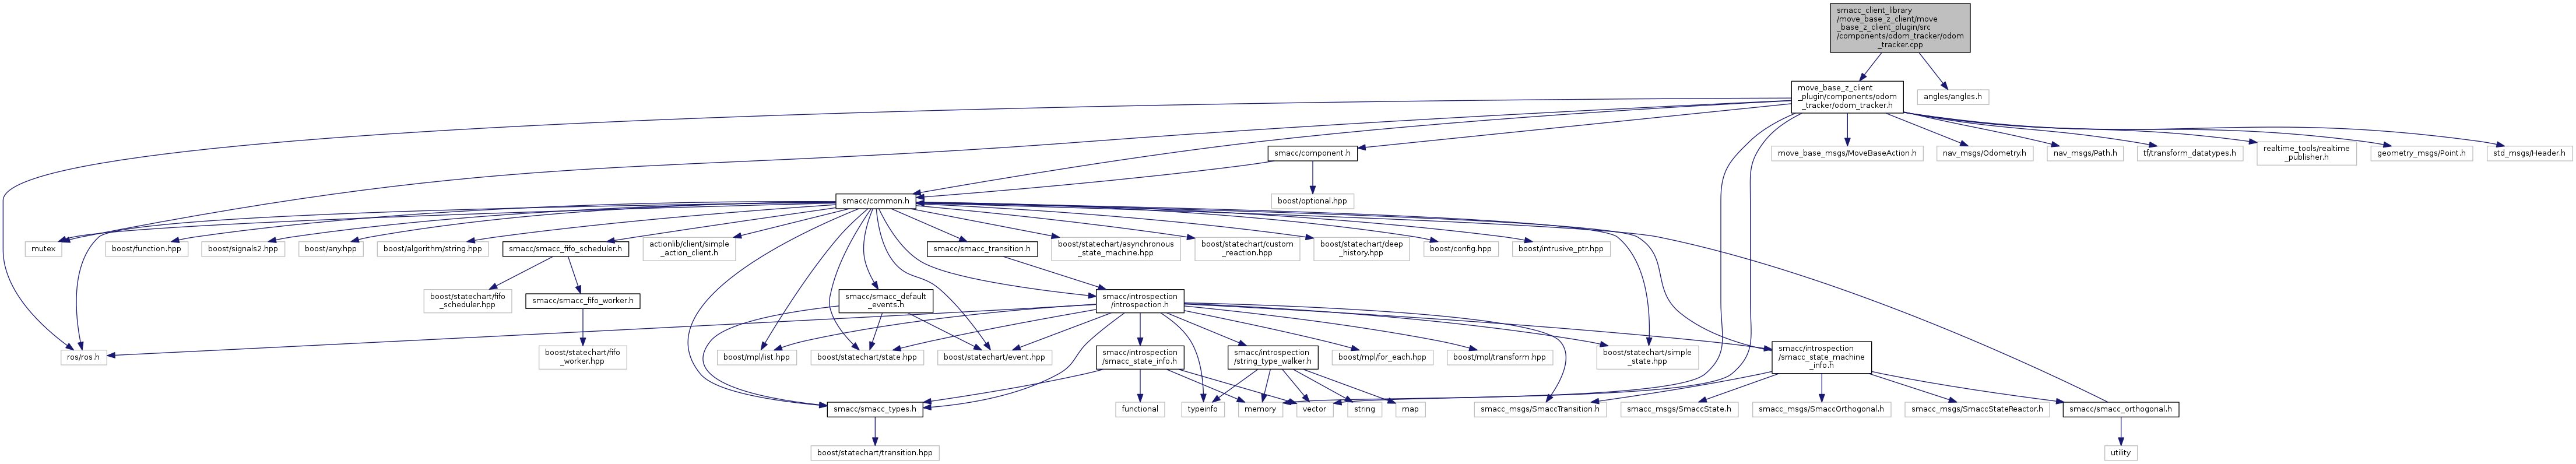 smacc_client_library
/move_base_z_client/move
_base_z_client_plugin/src
/components/odom_tracker/odom
_tracker.cpp
move_base_z_client
_plugin/components/odom
_tracker/odom_tracker.h
angles/angles.h
smacc/component.h
move_base_msgs/MoveBaseAction.h
nav_msgs/Odometry.h
nav_msgs/Path.h
tf/transform_datatypes.h
realtime_tools/realtime
_publisher.h
geometry_msgs/Point.h
std_msgs/Header.h
smacc/common.h
boost/optional.hpp
mutex
boost/function.hpp
boost/signals2.hpp
boost/any.hpp
boost/algorithm/string.hpp
smacc/smacc_fifo_scheduler.h
actionlib/client/simple
_action_client.h
smacc/smacc_transition.h
boost/statechart/asynchronous
_state_machine.hpp
boost/statechart/custom
_reaction.hpp
boost/statechart/deep
_history.hpp
boost/config.hpp
boost/intrusive_ptr.hpp
boost/statechart/fifo
_scheduler.hpp
smacc/smacc_fifo_worker.h
smacc/smacc_default
_events.h
smacc/introspection
/introspection.h
ros/ros.h
boost/statechart/fifo
_worker.hpp
boost/mpl/list.hpp
boost/statechart/state.hpp
boost/statechart/event.hpp
smacc/introspection
/smacc_state_info.h
smacc/introspection
/string_type_walker.h
boost/mpl/for_each.hpp
boost/mpl/transform.hpp
boost/statechart/simple
_state.hpp
smacc/introspection
/smacc_state_machine
_info.h
smacc/smacc_types.h
functional
typeinfo
memory
vector
string
map
smacc_msgs/SmaccTransition.h
smacc_msgs/SmaccState.h
smacc_msgs/SmaccOrthogonal.h
smacc_msgs/SmaccStateReactor.h
smacc/smacc_orthogonal.h
boost/statechart/transition.hpp
utility